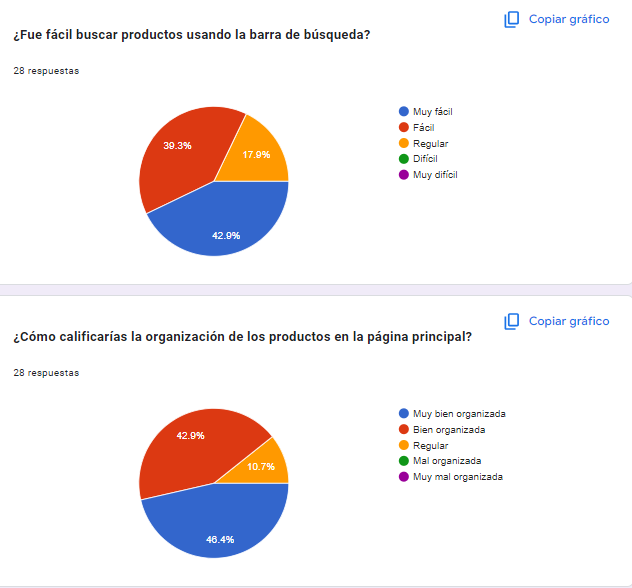 Copiar gráfico
¿Fue fácil buscar productos usando la barra de búsqueda?
28 respuestas
Muy fácil
Fácil
Regular
Difícil
Muy difícil
39.3%
17.9%
42.9%
Copiar gráfico
¿Cómo calificarías la organización de los productos en la página principal?
28 respuestas
Muy bien organizada
Bien organizada
Regular
Mal organizada
Muy mal organizada
42.9%
10.7%
46.4%